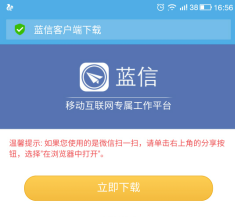 38 16:56
蓝信客户端下载
蓝信
移动互联网专属工作平台
温馨提示: 如果您使用的是微信扫一扫，请单击右上角的分享按
钮，选择“在浏览器中打开”。
立即下载